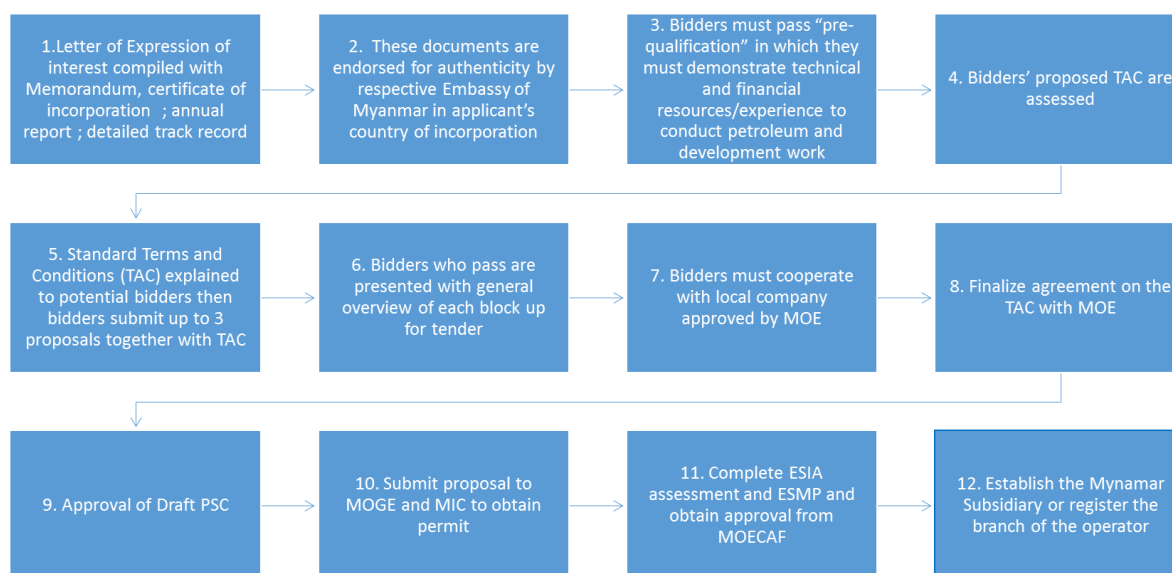 1.Letter of Expression of
interest compiled with
Memorandum, certificate of
incorporation ; annual
report ; detailed track record
2. These documents are
endorsed for authenticity by
respective Embassy of
Myanmar in applicant's
country of incorporation
3. Bidders must pass “pre-
qualification” in which they
must demonstrate technical
and financial
resources/experience to
conduct petroleum and
development work
4. Bidders’ proposed TAC are
assessed
5. Standard Terms and
Conditions (TAC) explained
to potential bidders then
bidders submit up to 3
proposals together with TAC
6. Bidders who pass are
presented with general
overview of each block up
for tender
7. Bidders must cooperate
with local company
approved by MOE
8. Finalize agreement on the
TAC with MOE
9. Approval of Draft PSC
10. Submit proposal to
MOGE and MIC to obtain
permit
11. Complete ESIA
assessment and ESMP and
obtain approval from
MOECAF
12. Establish the Mynamar
Subsidiary or register the
branch of the operator